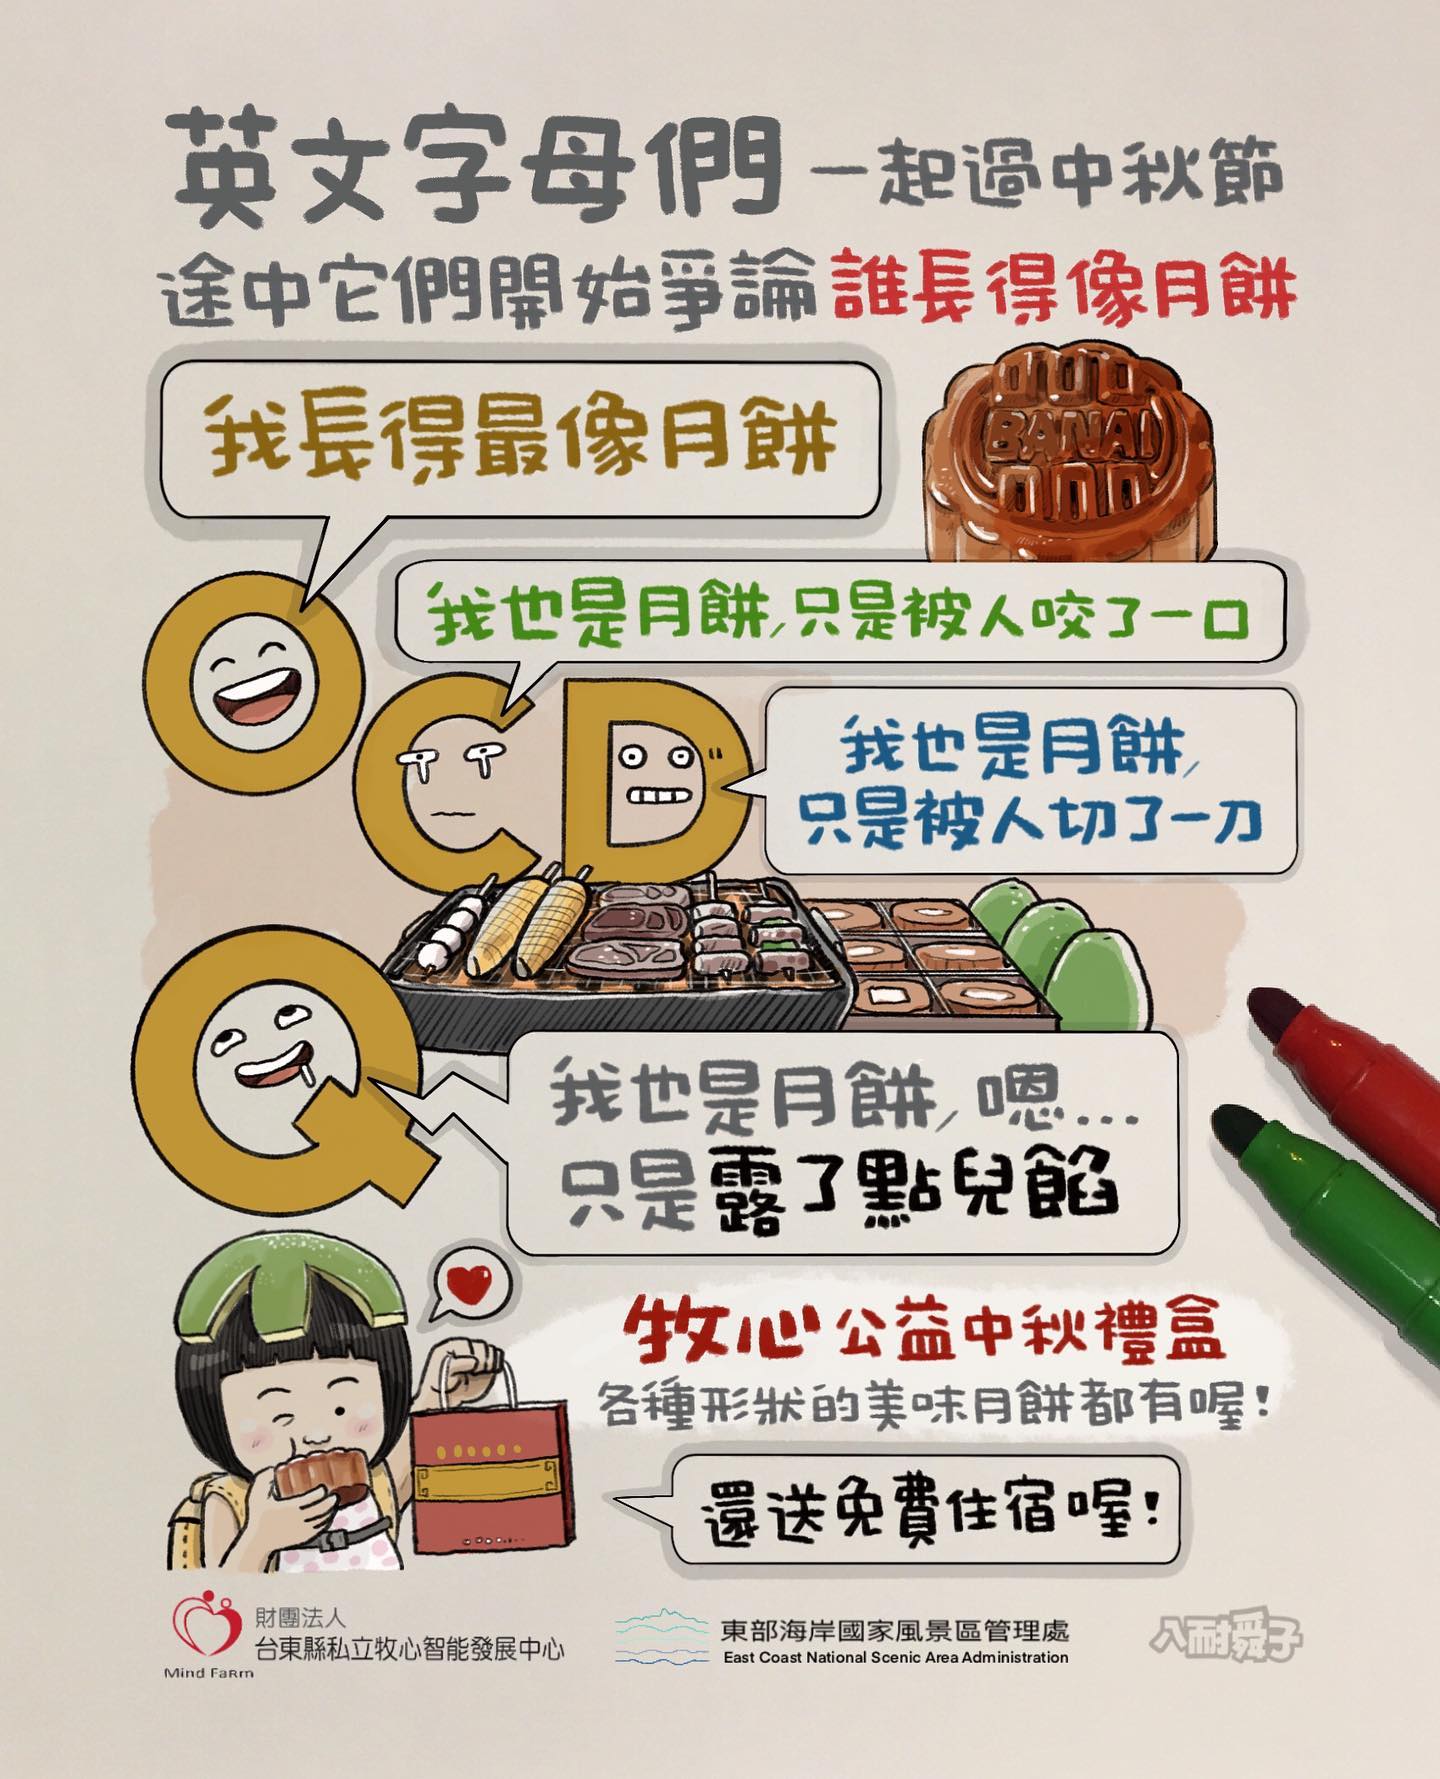 英文字母們 一起過中秋節
途中它們開始爭論 誰長得像月餅
我長得最像月餅
BANAI
我也是月餅,只是被人咬了一口
我也是月餅,
只是被人切了一刀
我也是月餅,嗯...
只是露了點兒餡
牧心公益中秋禮盒
各種形狀的美味月餅都有喔!
還送免費住宿喔!
Mind Farm
財團法人
台東縣私立牧心智能發展中心
東部海岸國家風景區管理處
East Coast National Scenic Area Administration
八耐舜子